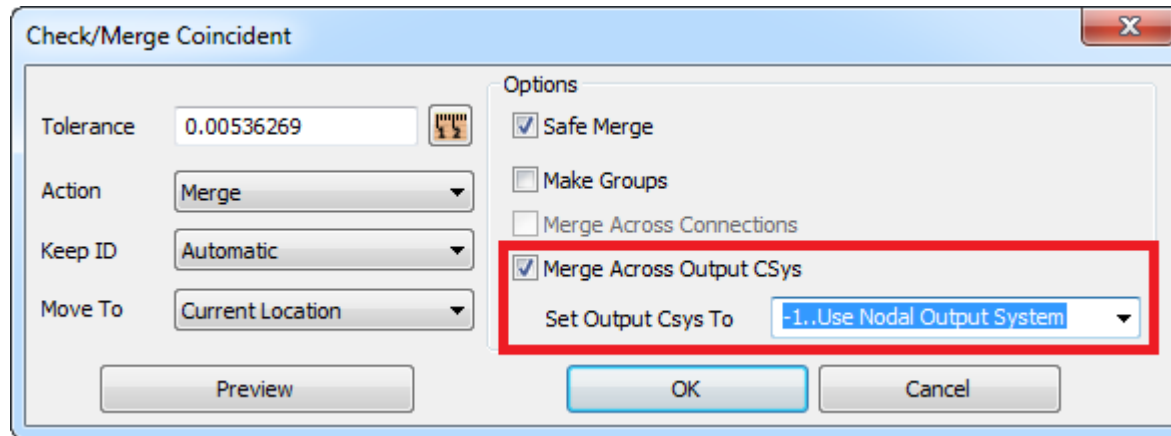 Check/Merge Coincident
Options
Tolerance 0.00536269
Safe Merge
Action Merge
Make Groups
Merge Across Connections
Keep ID Automatic
Merge Across Output CSys
Move To Current Location
Set Output Csys To -1..Use Nodal Output System
Preview OK Cancel